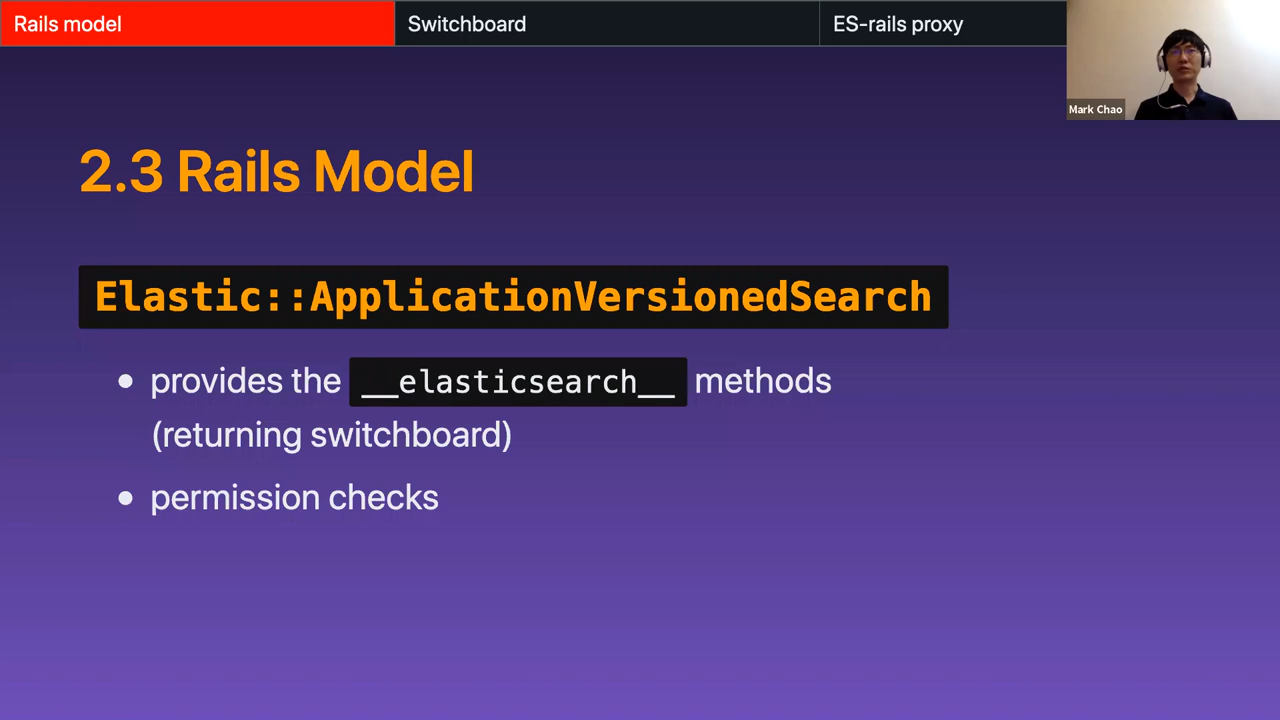 Rails model
Switchboard
ES-rails proxy
Mark Chao
2.3 Rails Model
Elastic::ApplicationVersionedSearch
• provides the __elasticsearch__ methods
(returning switchboard)
• permission checks